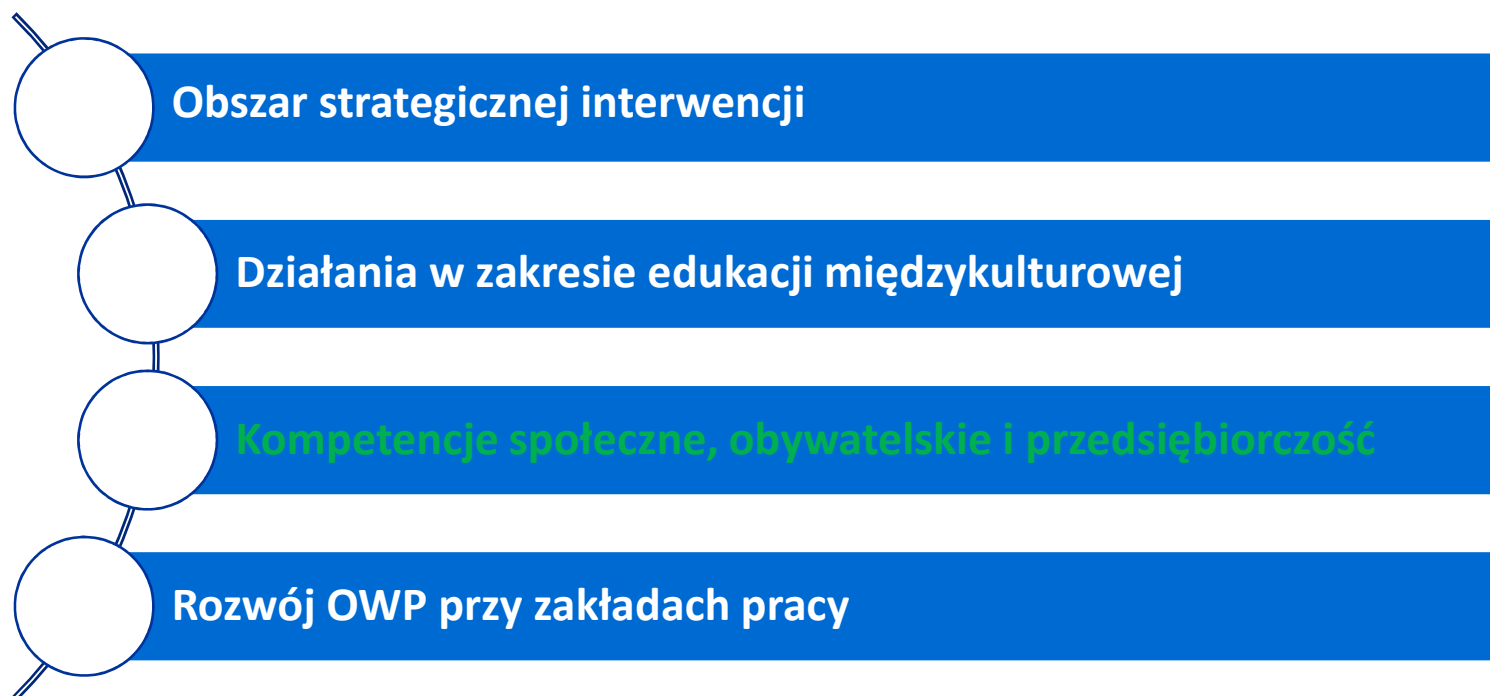 Obszar strategicznej interwencji
Działania w zakresie edukacji międzykulturowej
Kompetencje społeczne, obywatelskie i przedsiębiorczość
Rozwój OWP przy zakładach pracy